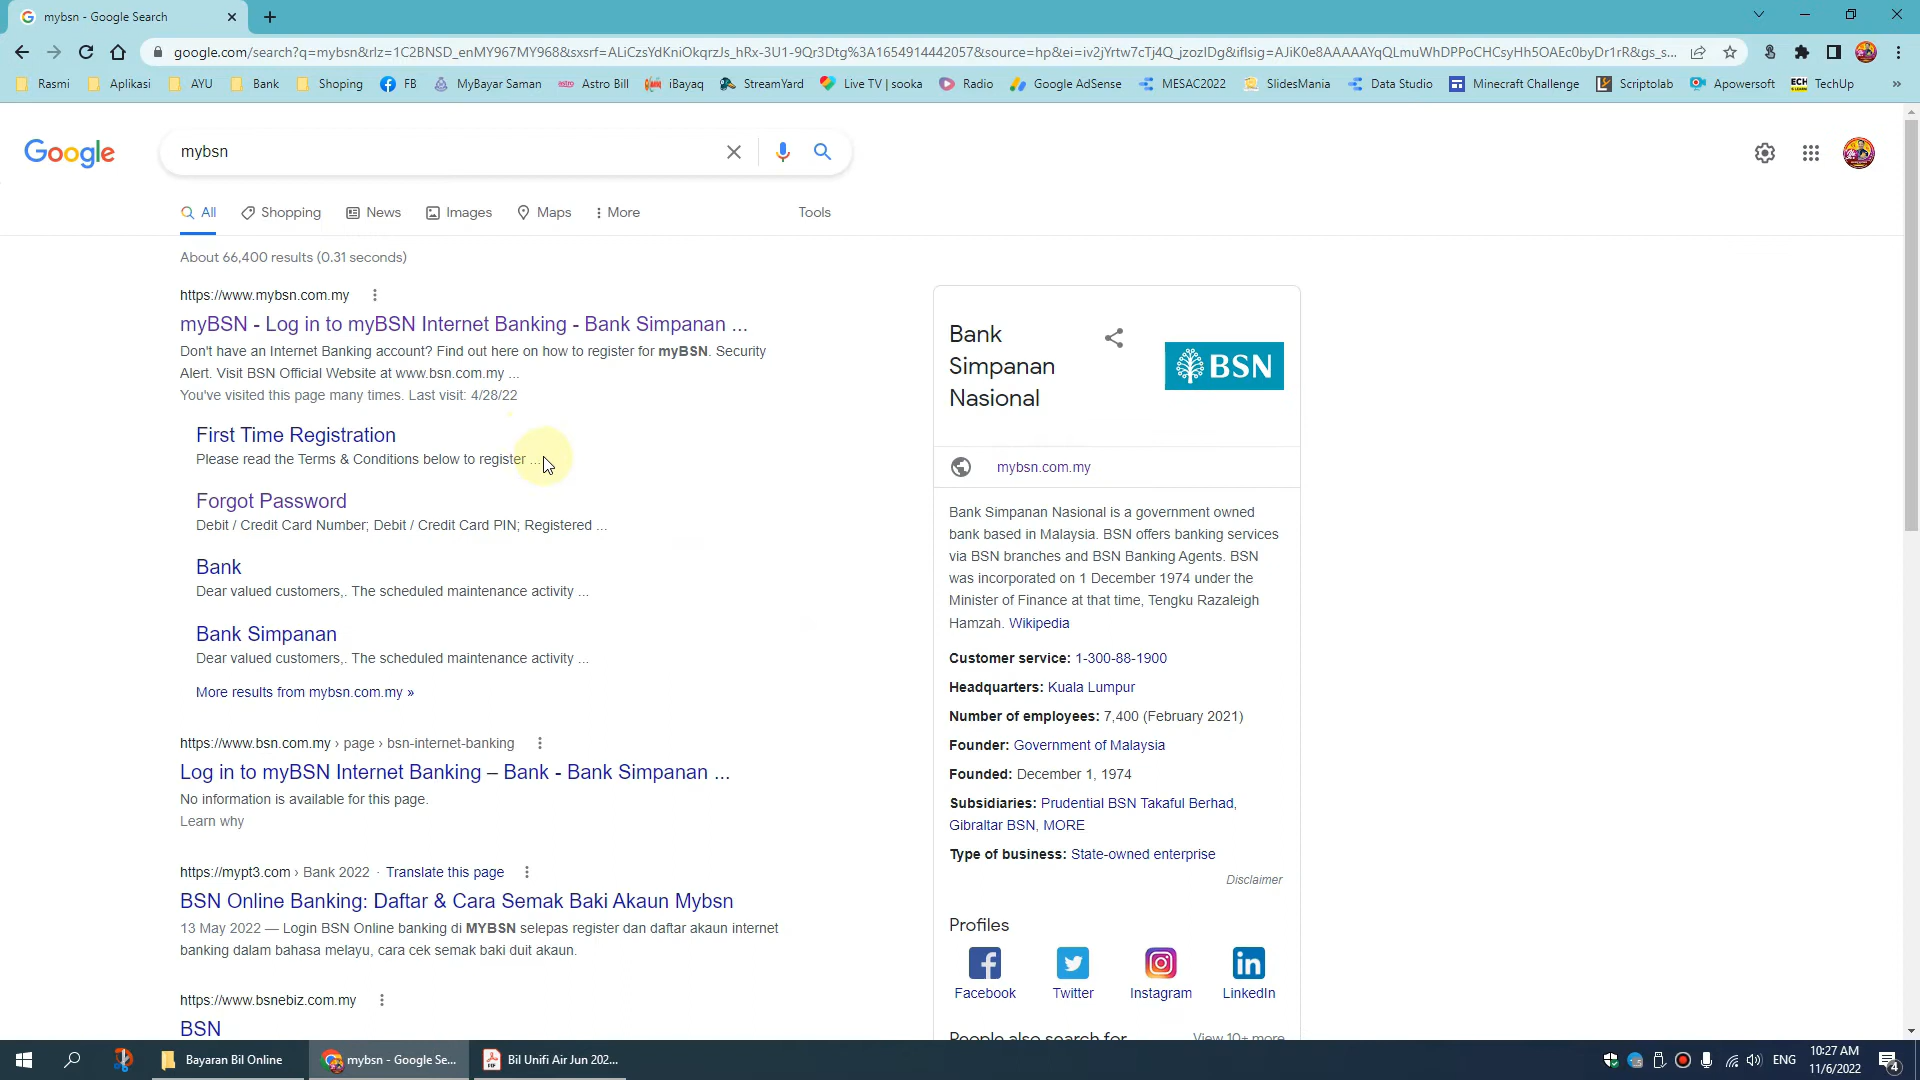 mybsn - Google Search
google.com/search?q=mybsn&rlz=1C2BNSD_enMY967MY968&sxsrf=ALiCzsYdKniOkqrzJs_hRx-3U1-9Qr3Dtg%3A1654914442057&source=hp&ei=iv2jYrtw7cTj4Q_jzozIDg&iflsig=AJiK0e8AAAAAYqQLmuWhDPPoCHCsyHh5OAEc0byDr1rR&gs_s...
Rasmi Aplikasi AYU Bank Shoping FB MyBayar Saman Astro Bill iBayaq StreamYard Live TV | sooka Radio Google AdSense MESAC2022 SlidesMania Data Studio Minecraft Challenge Scriptolab Apowersoft TechUp »
Google
mybsn
All Shopping News Images Maps More Tools
About 66,400 results (0.31 seconds)
https://www.mybsn.com.my
myBSN - Log in to myBSN Internet Banking - Bank Simpanan ...
Don't have an Internet Banking account? Find out here on how to register for myBSN. Security
Alert. Visit BSN Official Website at www.bsn.com.my ...
You've visited this page many times. Last visit: 4/28/22
First Time Registration
Please read the Terms & Conditions below to register ...
Forgot Password
Debit / Credit Card Number; Debit / Credit Card PIN; Registered ...
Bank
Dear valued customers,. The scheduled maintenance activity ...
Bank Simpanan
Dear valued customers,. The scheduled maintenance activity ...
More results from mybsn.com.my »
https://www.bsn.com.my › page › bsn-internet-banking
Log in to myBSN Internet Banking – Bank - Bank Simpanan ...
No information is available for this page.
Learn why
https://mypt3.com › Bank 2022 · Translate this page
BSN Online Banking: Daftar & Cara Semak Baki Akaun Mybsn
13 May 2022 — Login BSN Online banking di MYBSN selepas register dan daftar akaun internet
banking dalam bahasa melayu, cara cek semak baki duit akaun.
https://www.bsnebiz.com.my
BSN
Bank
Simpanan
Nasional
BSN
mybsn.com.my
Bank Simpanan Nasional is a government owned
bank based in Malaysia. BSN offers banking services
via BSN branches and BSN Banking Agents. BSN
was incorporated on 1 December 1974 under the
Minister of Finance at that time, Tengku Razaleigh
Hamzah. Wikipedia
Customer service: 1-300-88-1900
Headquarters: Kuala Lumpur
Number of employees: 7,400 (February 2021)
Founder: Government of Malaysia
Founded: December 1, 1974
Subsidiaries: Prudential BSN Takaful Berhad,
Gibraltar BSN, MORE
Type of business: State-owned enterprise
Disclaimer
Profiles
Facebook Twitter Instagram LinkedIn
People also search for View 10+ more
Bayaran Bil Online
mybsn - Google Se...
Bil Unifi Air Jun 202...
ENG
10:27 AM
11/6/2022
4